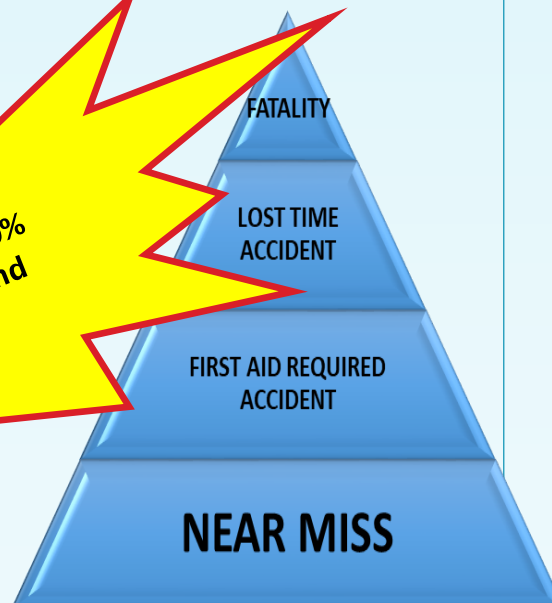 FATALITY
LOST TIME
ACCIDENT
%
FIRST AID REQUIRED
ACCIDENT
NEAR MISS